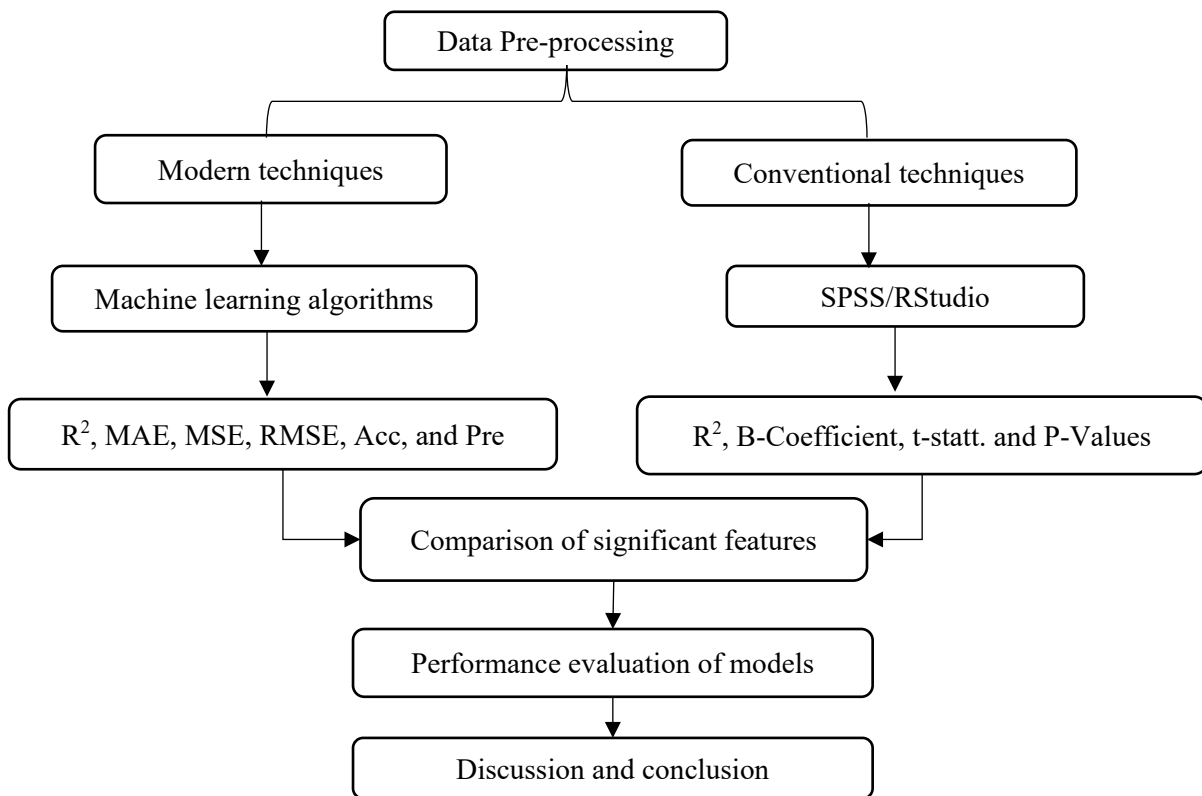 Data Pre-processing
Modern techniques
Conventional techniques
Machine learning algorithms
SPSS/RStudio
R², MAE, MSE, RMSE, Acc, and Pre
R², B-Coefficient, t-statt. and P-Values
Comparison of significant features
Performance evaluation of models
Discussion and conclusion